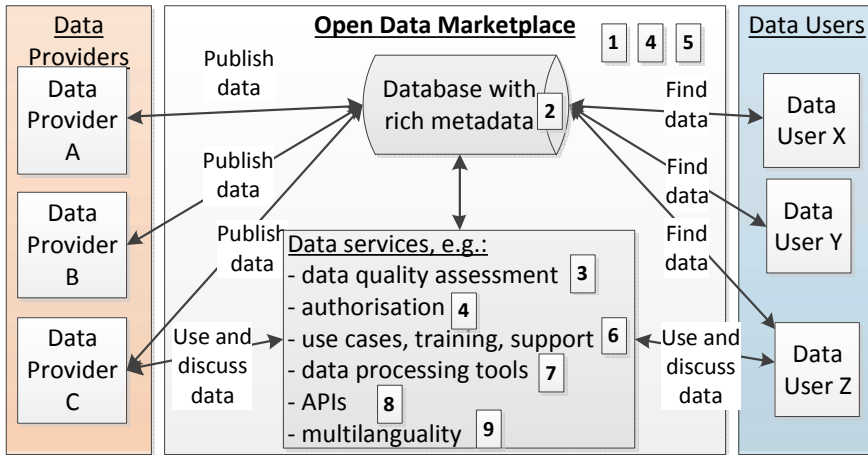 Data
Providers
Data
Provider
A
Data
Provider
B
Data
Provider
C
Open Data Marketplace
1 4 5
Publish
data
Publish
data
Publish
data
Use and
discuss
data
Database with
rich metadata 2
Data services, e.g.:
- data quality assessment 3
- authorisation 4
- use cases, training, support 6
- data processing tools 7
- APIs 8
- multilanguality 9
Find
data
Find
data
Find
data
Use and
discuss
data
Data Users
Data
User X
Data
User Y
Data
User Z